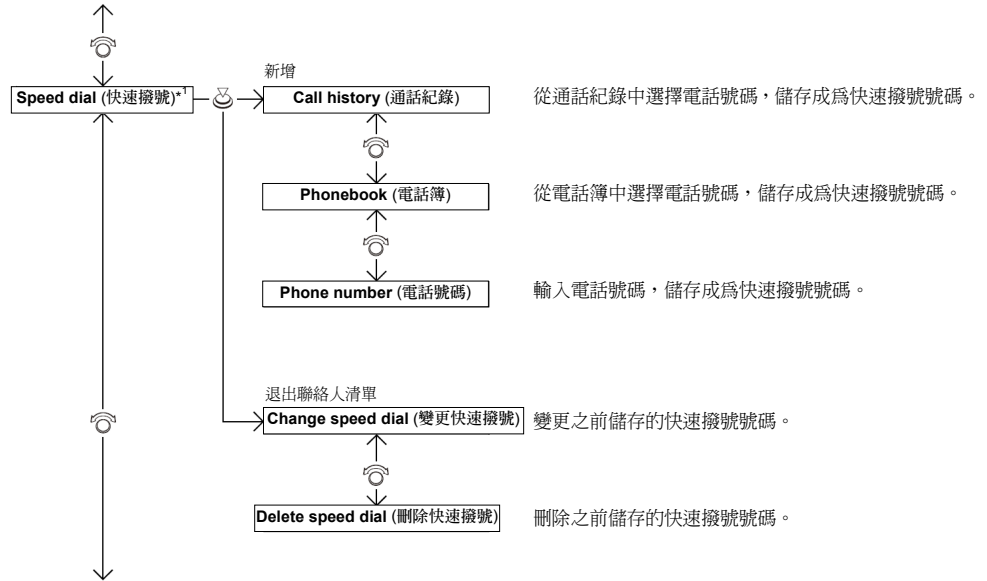 新增
Speed dial (快速撥號)*1
Call history (通話紀錄)
從通話紀錄中選擇電話號碼，儲存成為快速撥號號碼。
Phonebook (電話簿)
從電話簿中選擇電話號碼，儲存成為快速撥號號碼。
Phone number (電話號碼)
輸入電話號碼，儲存成為快速撥號號碼。
退出聯絡人清單
Change speed dial (變更快速撥號)
變更之前儲存的快速撥號號碼。
Delete speed dial (刪除快速撥號)
刪除之前儲存的快速撥號號碼。